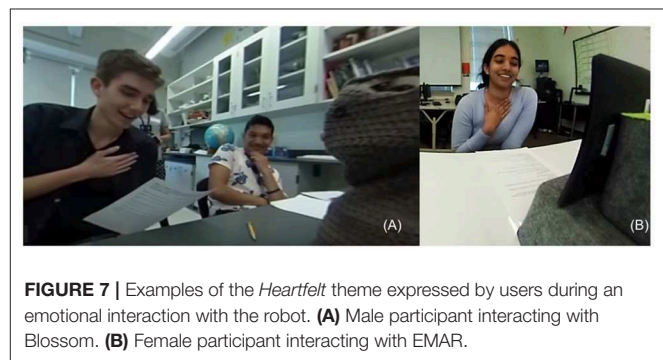 (A)
(B)
FIGURE 7 | Examples of the Heartfelt theme expressed by users during an
emotional interaction with the robot. (A) Male participant interacting with
Blossom. (B) Female participant interacting with EMAR.